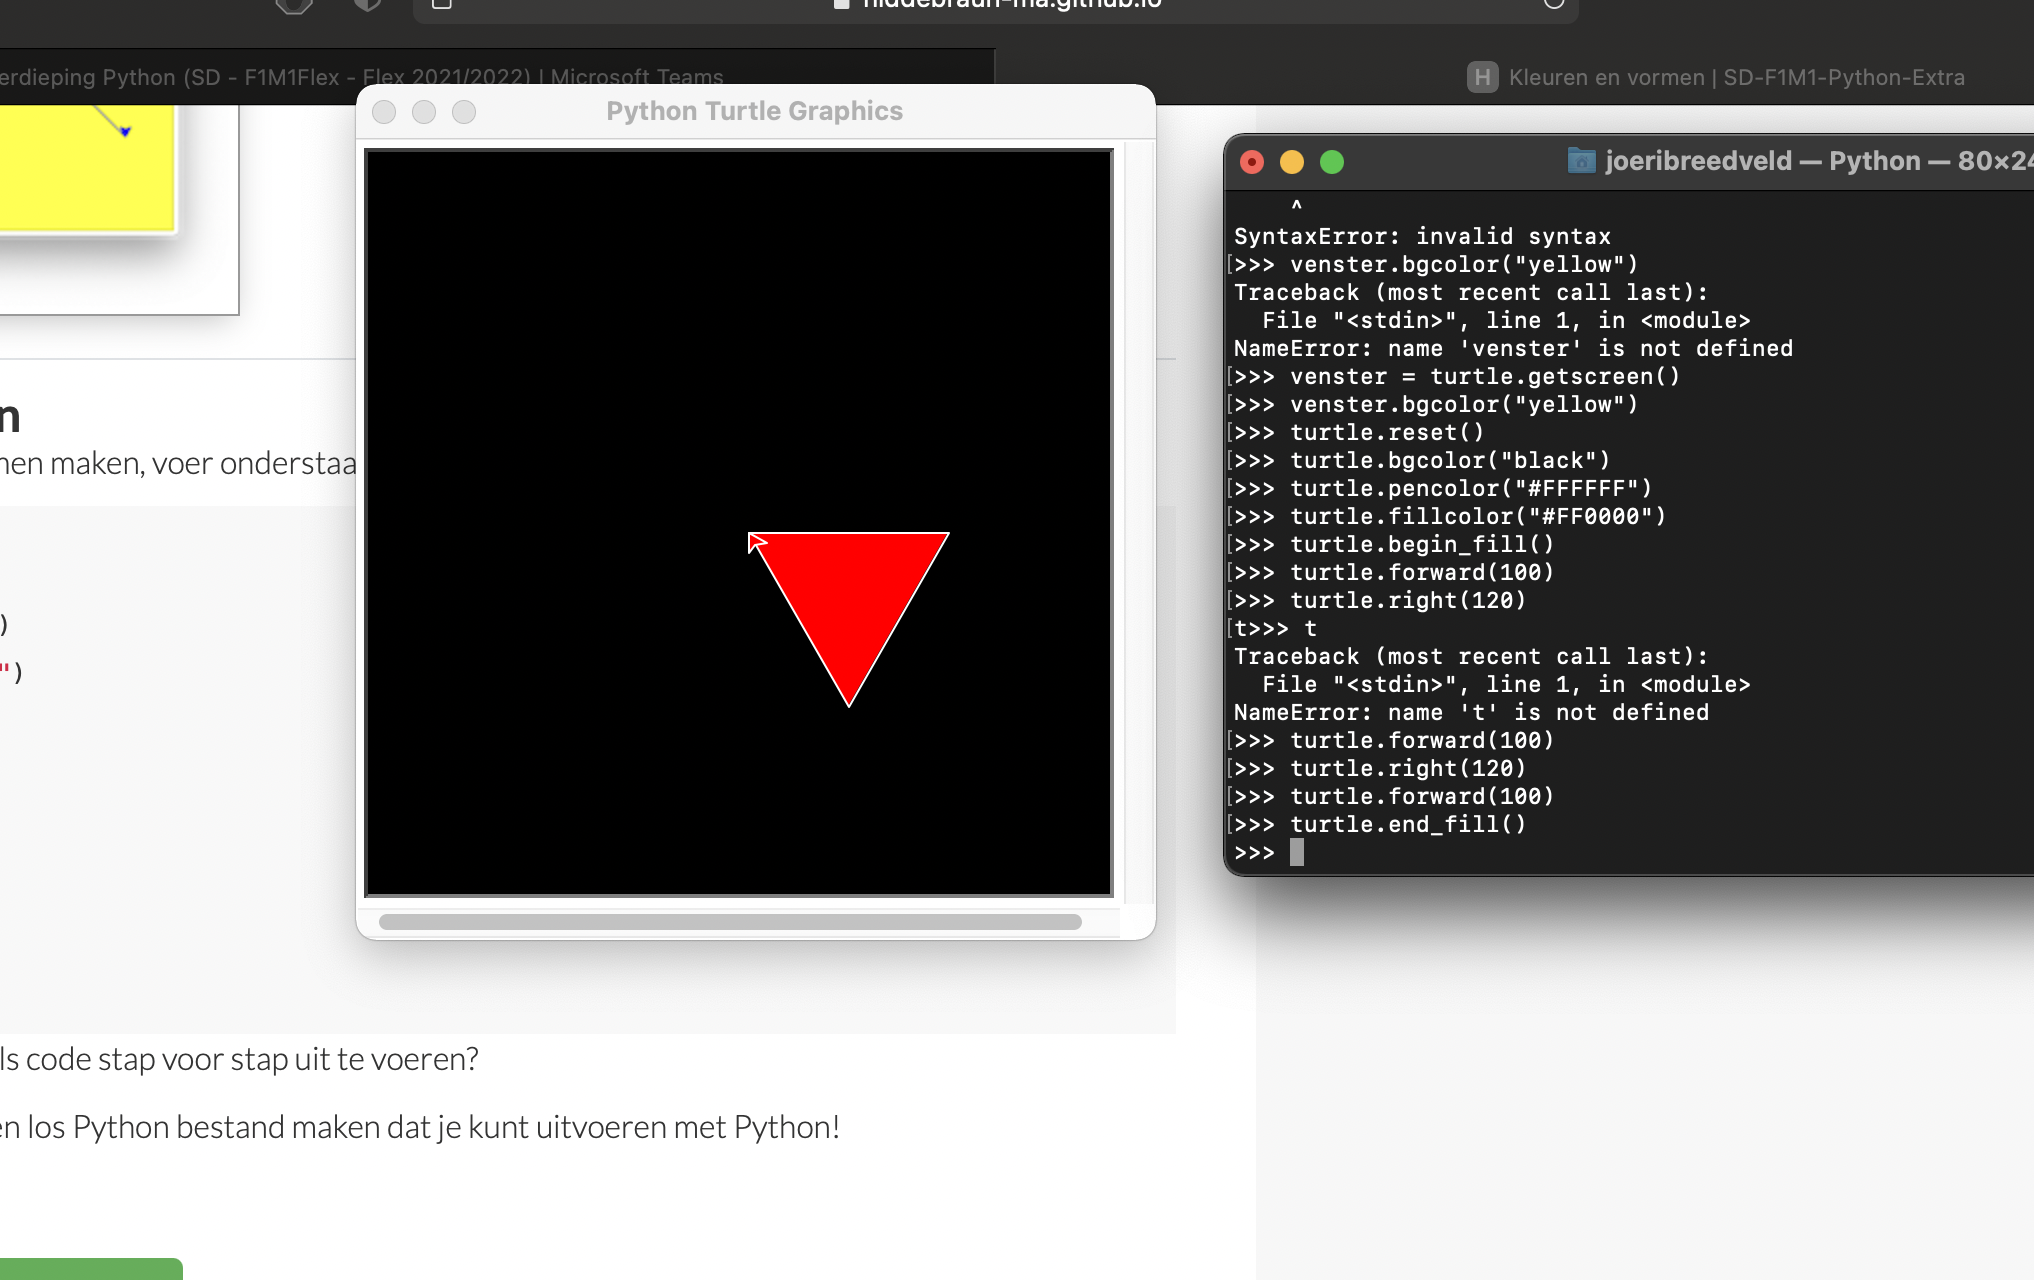 hiddebraun-ma.github.io
erdieping Python (SD - F1M1Flex - Flex 2021/2022) | Microsoft Teams
H Kleuren en vormen | SD-F1M1-Python-Extra
Python Turtle Graphics
n
men maken, voer onderstaa
)
")
ls code stap voor stap uit te voeren?
en los Python bestand maken dat je kunt uitvoeren met Python!
joeribreedveld — Python — 80×24
^
SyntaxError: invalid syntax
[>>> venster.bgcolor("yellow")
Traceback (most recent call last):
  File "<stdin>", line 1, in <module>
NameError: name 'venster' is not defined
[>>> venster = turtle.getscreen()
[>>> venster.bgcolor("yellow")
[>>> turtle.reset()
[>>> turtle.bgcolor("black")
[>>> turtle.pencolor("#FFFFFF")
[>>> turtle.fillcolor("#FF0000")
[>>> turtle.begin_fill()
[>>> turtle.forward(100)
[>>> turtle.right(120)
[t>>> t
Traceback (most recent call last):
  File "<stdin>", line 1, in <module>
NameError: name 't' is not defined
[>>> turtle.forward(100)
[>>> turtle.right(120)
[>>> turtle.forward(100)
[>>> turtle.end_fill()
>>>